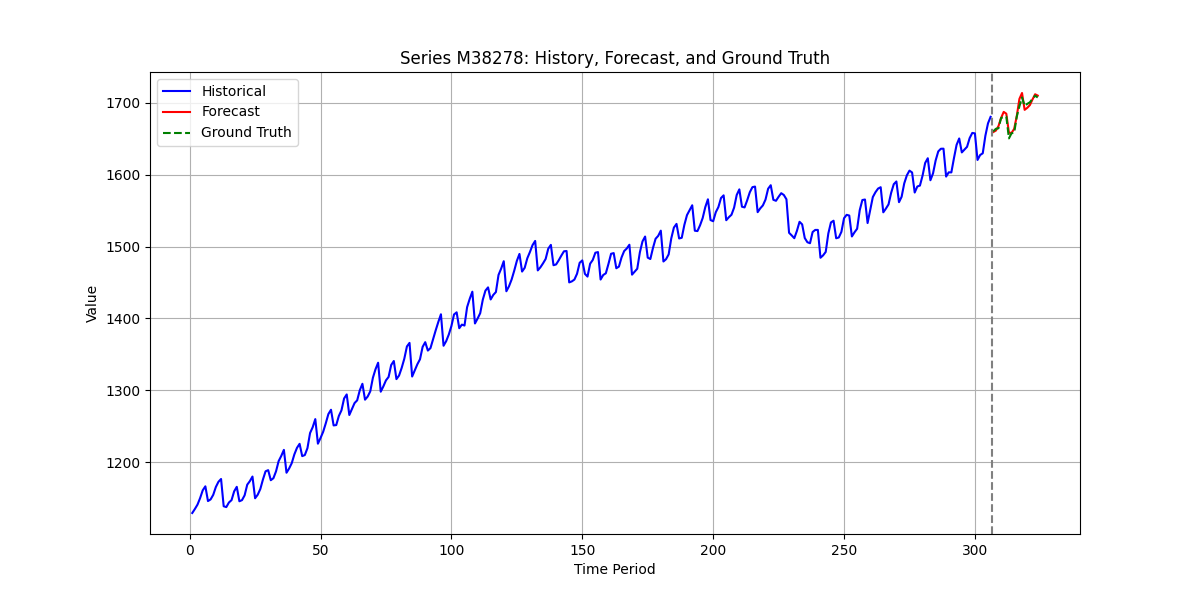 Series M38278: History, Forecast, and Ground Truth
Historical
Forecast
Ground Truth
1700
1600
1500
1400
1300
1200
Value
0 50 100 150 200 250 300
Time Period